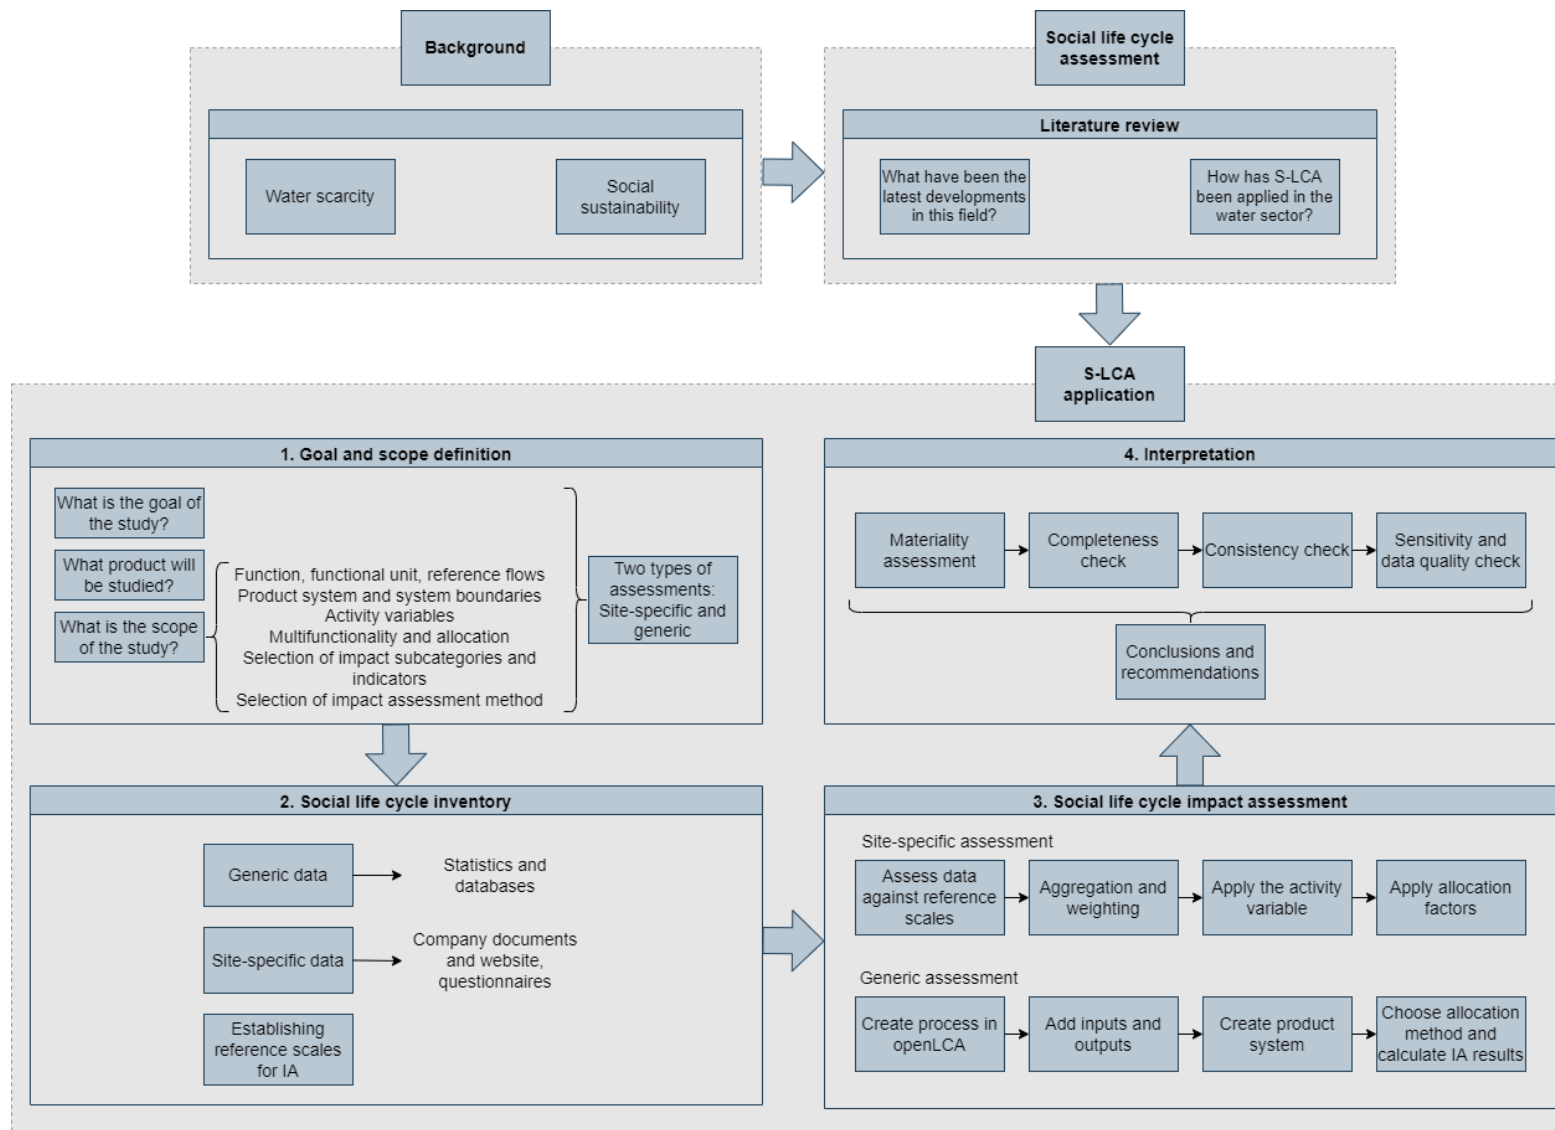 Background
Water scarcity
Social
sustainability
Social life cycle
assessment
Literature review
What have been the
latest developments
in this field?
How has S-LCA
been applied in the
water sector?
S-LCA
application
1. Goal and scope definition
What is the goal of
the study?
What product will
be studied?
What is the scope
of the study?
Function, functional unit, reference flows
Product system and system boundaries
Activity variables
Multifunctionality and allocation
Selection of impact subcategories and
indicators
Selection of impact assessment method
Two types of
assessments:
Site-specific and
generic
2. Social life cycle inventory
Generic data
Statistics and
databases
Site-specific data
Company documents
and website,
questionnaires
Establishing
reference scales
for IA
3. Social life cycle impact assessment
Site-specific assessment
Assess data
against reference
scales
Aggregation and
weighting
Apply the activity
variable
Apply allocation
factors
Generic assessment
Create process in
openLCA
Add inputs and
outputs
Create product
system
Choose allocation
method and
calculate IA results
4. Interpretation
Materiality
assessment
Completeness
check
Consistency check
Sensitivity and
data quality check
Conclusions and
recommendations